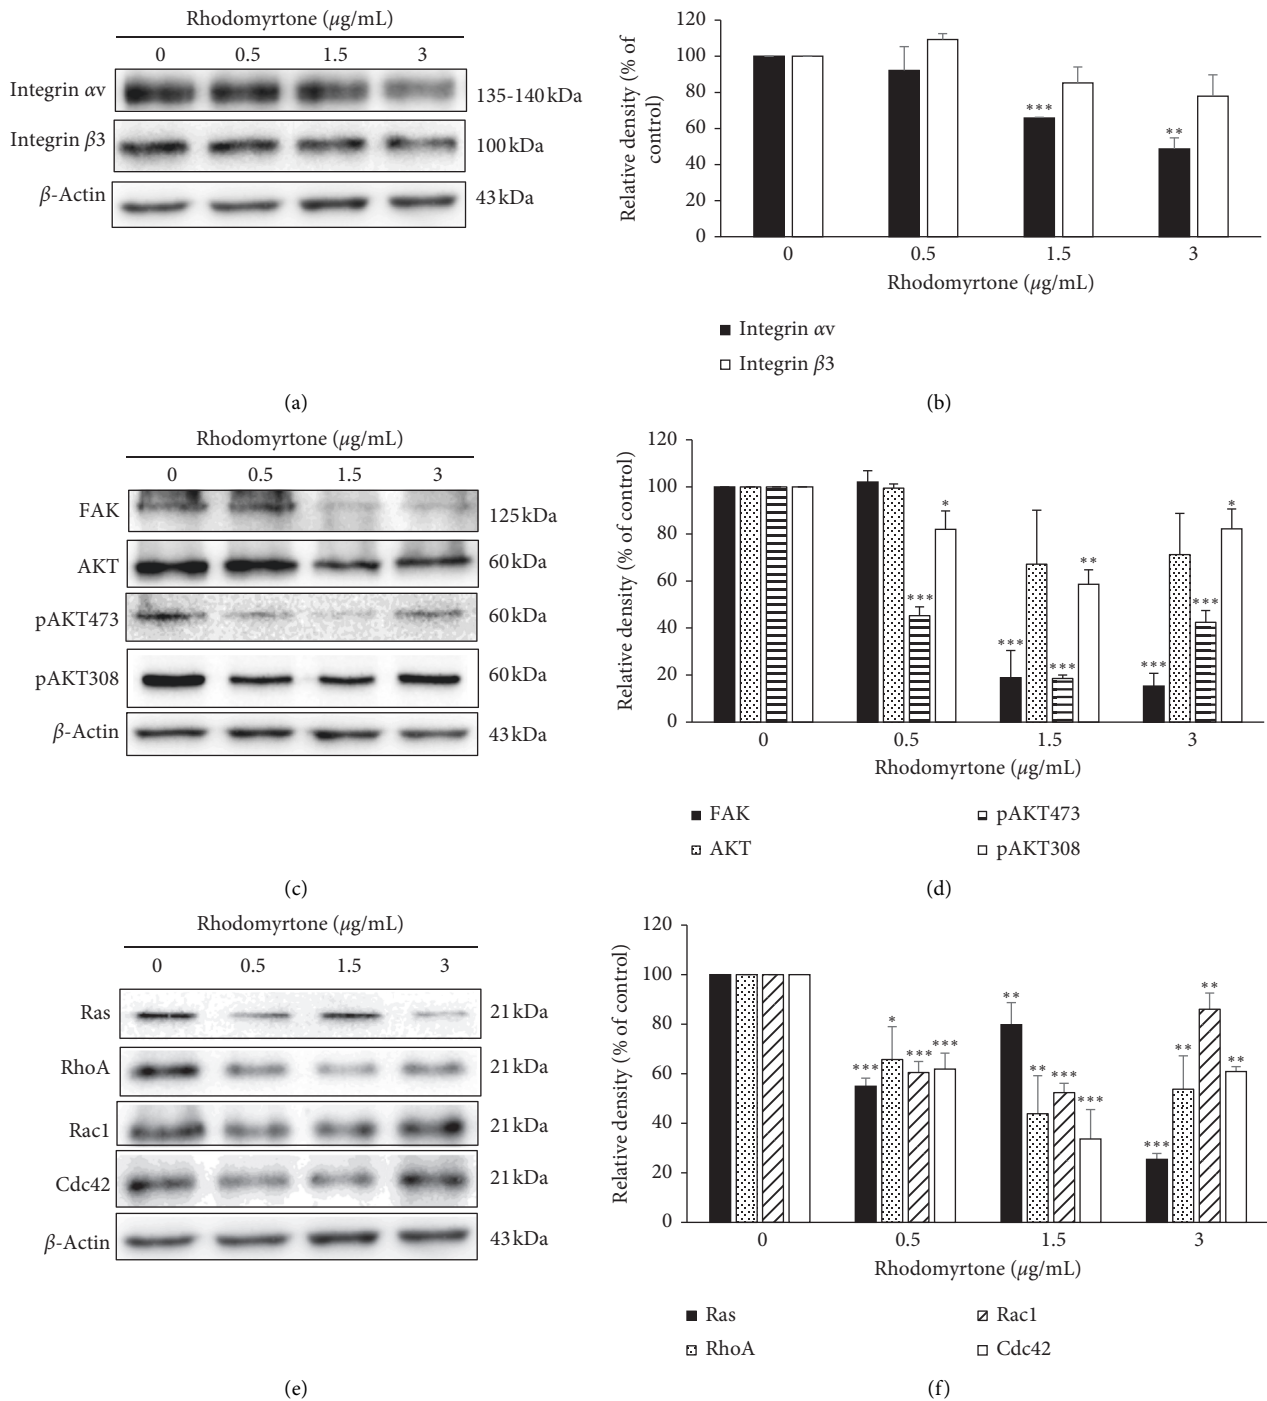 Rhodomyrtone (μg/mL)
0 0.5 1.5 3
Integrin αv 135-140 kDa
Integrin β3 100 kDa
β-Actin 43 kDa
(a)
Relative density (% of
control)
120
100
80
60
40
20
0
*** **
0 0.5 1.5 3
Rhodomyrtone (μg/mL)
Integrin αv
Integrin β3
(b)
Rhodomyrtone (μg/mL)
0 0.5 1.5 3
FAK 125 kDa
AKT 60 kDa
pAKT473 60 kDa
pAKT308 60 kDa
β-Actin 43 kDa
(c)
Relative density (% of control)
120
100
80
60
40
20
0
*** * *** *** ** *** *** *
0 0.5 1.5 3
Rhodomyrtone (μg/mL)
FAK pAKT473
AKT pAKT308
(d)
Rhodomyrtone (μg/mL)
0 0.5 1.5 3
Ras 21 kDa
RhoA 21 kDa
Rac1 21 kDa
Cdc42 21 kDa
β-Actin 43 kDa
(e)
Relative density (% of control)
120
100
80
60
40
20
0
*** * *** *** ** ** *** *** *** ** ** **
0 0.5 1.5 3
Rhodomyrtone (μg/mL)
Ras Rac1
RhoA Cdc42
(f)